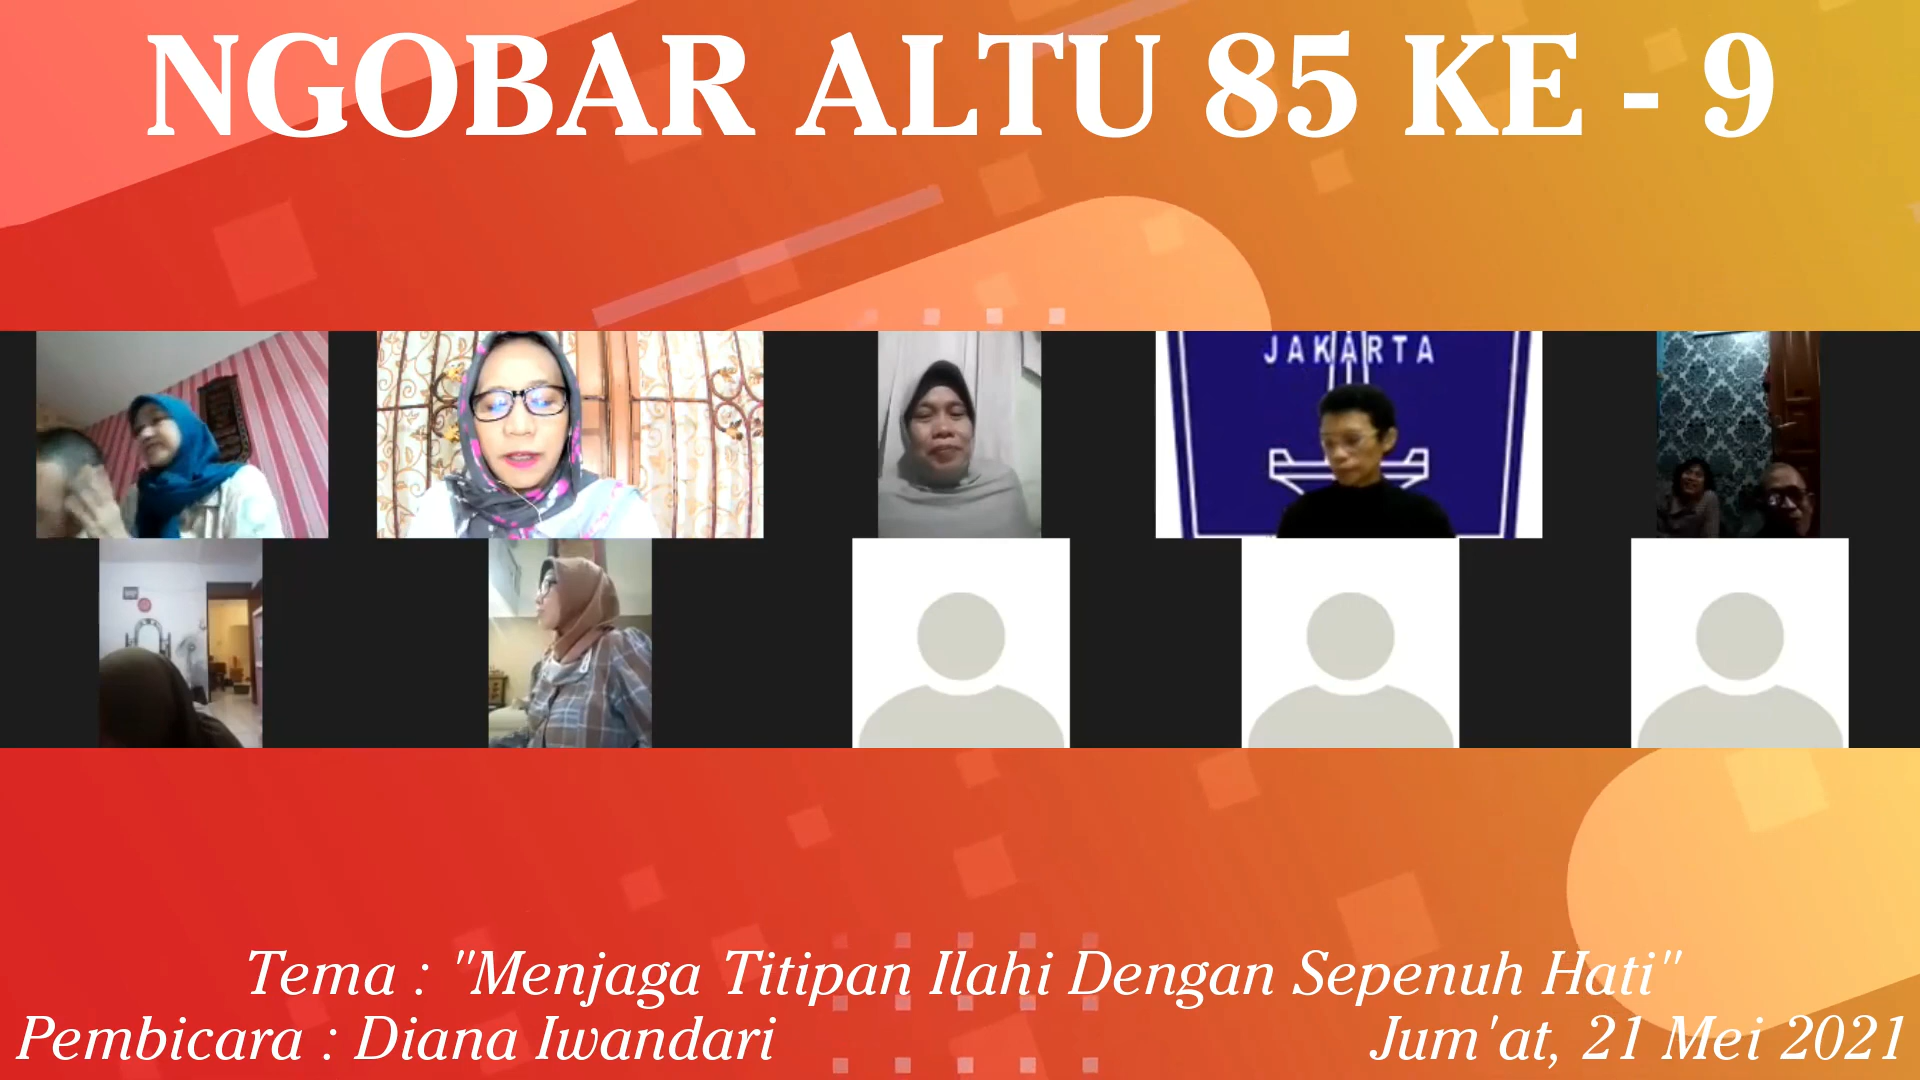 NGOBAR ALTU 85 KE - 9
JAKARTA
Tema : "Menjaga Titipan Ilahi Dengan Sepenuh Hati"
Pembicara : Diana Iwandari
Jum'at, 21 Mei 2021